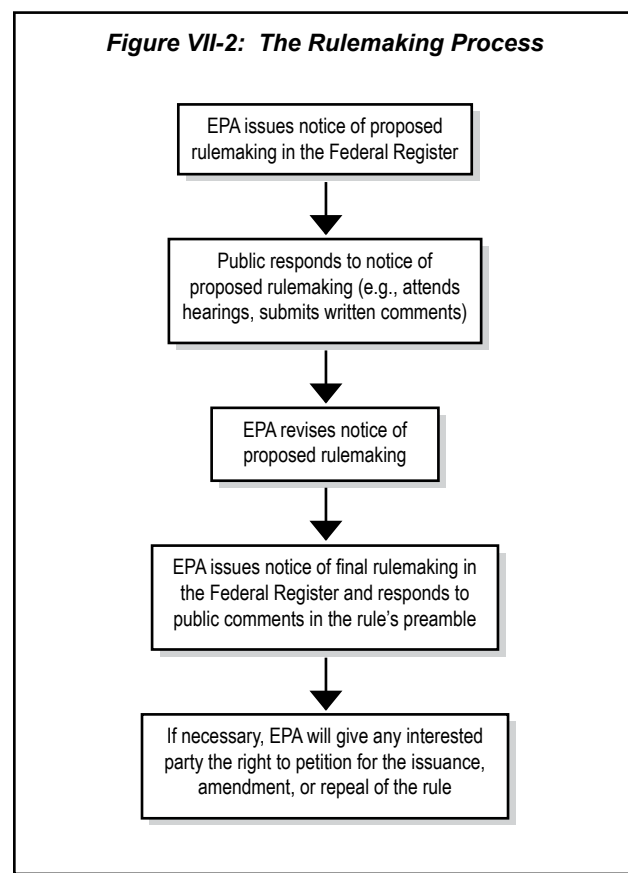 Figure VII-2: The Rulemaking Process
EPA issues notice of proposed
rulemaking in the Federal Register
Public responds to notice of
proposed rulemaking (e.g., attends
hearings, submits written comments)
EPA revises notice of
proposed rulemaking
EPA issues notice of final rulemaking in
the Federal Register and responds to
public comments in the rule's preamble
If necessary, EPA will give any interested
party the right to petition for the issuance,
amendment, or repeal of the rule